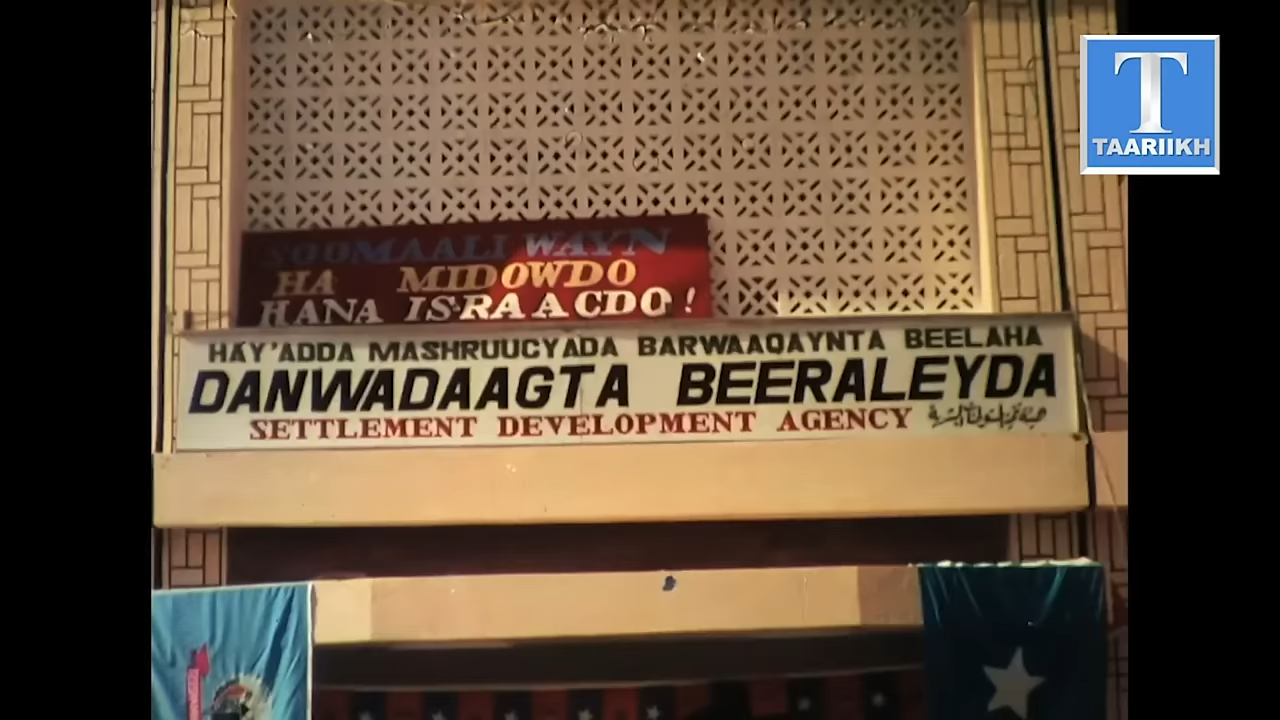 T
TAARIIKH
SOOMAALI WAYN
HA MIDOWDO
HANA ISRAACDO!
HAY'ADDA MASHRUUCYADA BARWAAQAYNTA BEELAHA
DANWADAAGTA BEERALEYDA
SETTLEMENT DEVELOPMENT AGENCY